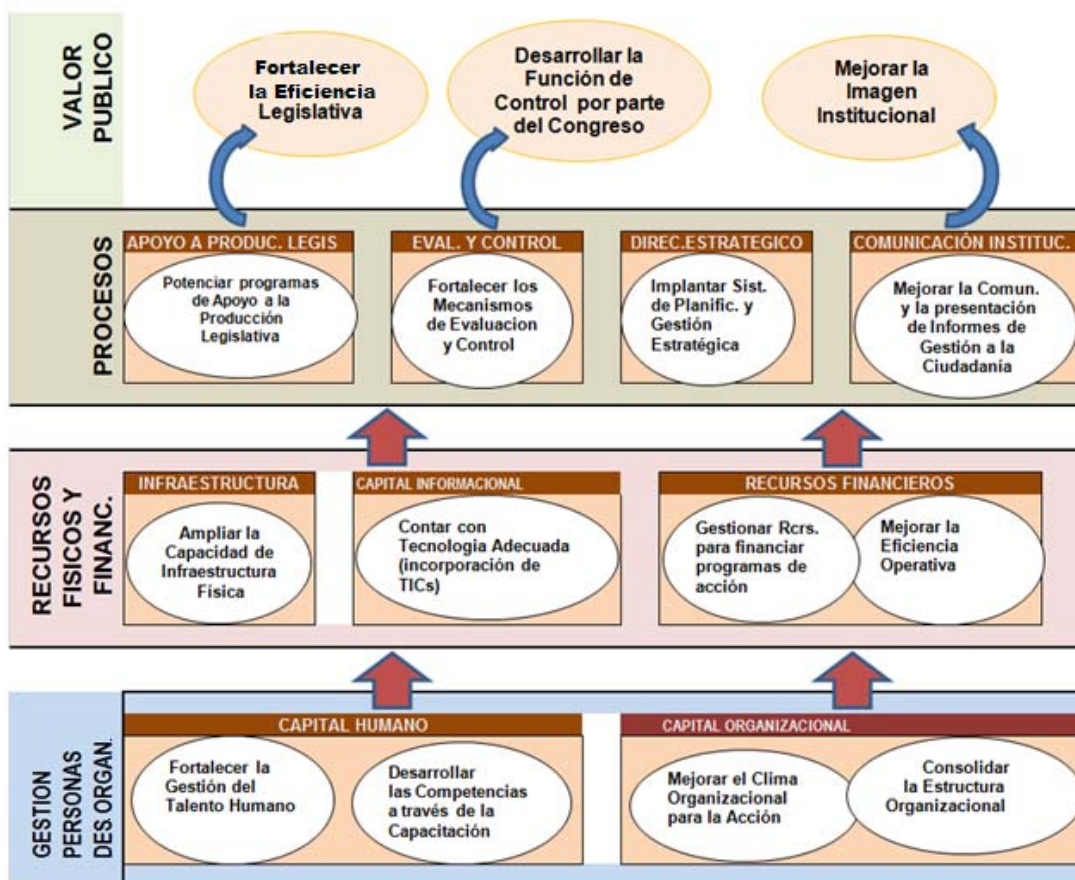 VALOR
PUBLICO
Fortalecer
la Eficiencia
Legislativa
Desarrollar la
Función de
Control por parte
del Congreso
Mejorar la
Imagen
Institucional
PROCESOS
APOYO A PRODUC. LEGIS
Potenciar programas
de Apoyo a la
Producción
Legislativa
EVAL. Y CONTROL
Fortalecer los
Mecanismos
de Evaluacion
y Control
DIREC.ESTRATEGICO
Implantar Sist.
de Planific. y
Gestión
Estratégica
COMUNICACIÓN INSTITUC.
Mejorar la Comun.
y la presentación
de Informes de
Gestión a la
Ciudadanía
RECURSOS
FISICOS Y
FINANC.
INFRAESTRUCTURA
Ampliar la
Capacidad de
Infraestructura
Física
CAPITAL INFORMACIONAL
Contar con
Tecnologia Adecuada
(incorporación de
TICs)
RECURSOS FINANCIEROS
Gestionar Rcrs.
para financiar
programas de
acción
Mejorar la
Eficiencia
Operativa
GESTION
PERSONAS
DES. ORGAN.
CAPITAL HUMANO
Fortalecer la
Gestión del
Talento Humano
Desarrollar
las Competencias
a través de la
Capacitación
CAPITAL ORGANIZACIONAL
Mejorar el Clima
Organizacional
para la Acción
Consolidar
la Estructura
Organizacional